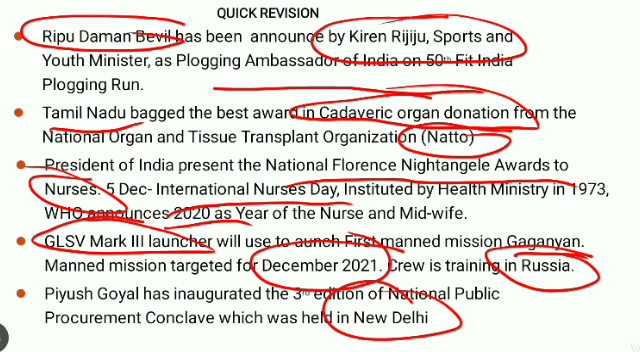 QUICK REVISION
Ripu Daman Bevil has been announce by Kiren Rijiju, Sports and
Youth Minister, as Plogging Ambassador of India on 50th Fit India
Plogging Run.
Tamil Nadu bagged the best award in Cadaveric organ donation from the
National Organ and Tissue Transplant Organization (Natto)
President of India present the National Florence Nightangele Awards to
Nurses. 5 Dec- International Nurses Day, Instituted by Health Ministry in 1973,
WHO announces 2020 as Year of the Nurse and Mid-wife.
GLSV Mark III launcher will use to aunch First manned mission Gaganyan.
Manned mission targeted for December 2021. Crew is training in Russia.
Piyush Goyal has inaugurated the 3rd edition of National Public
Procurement Conclave which was held in New Delhi